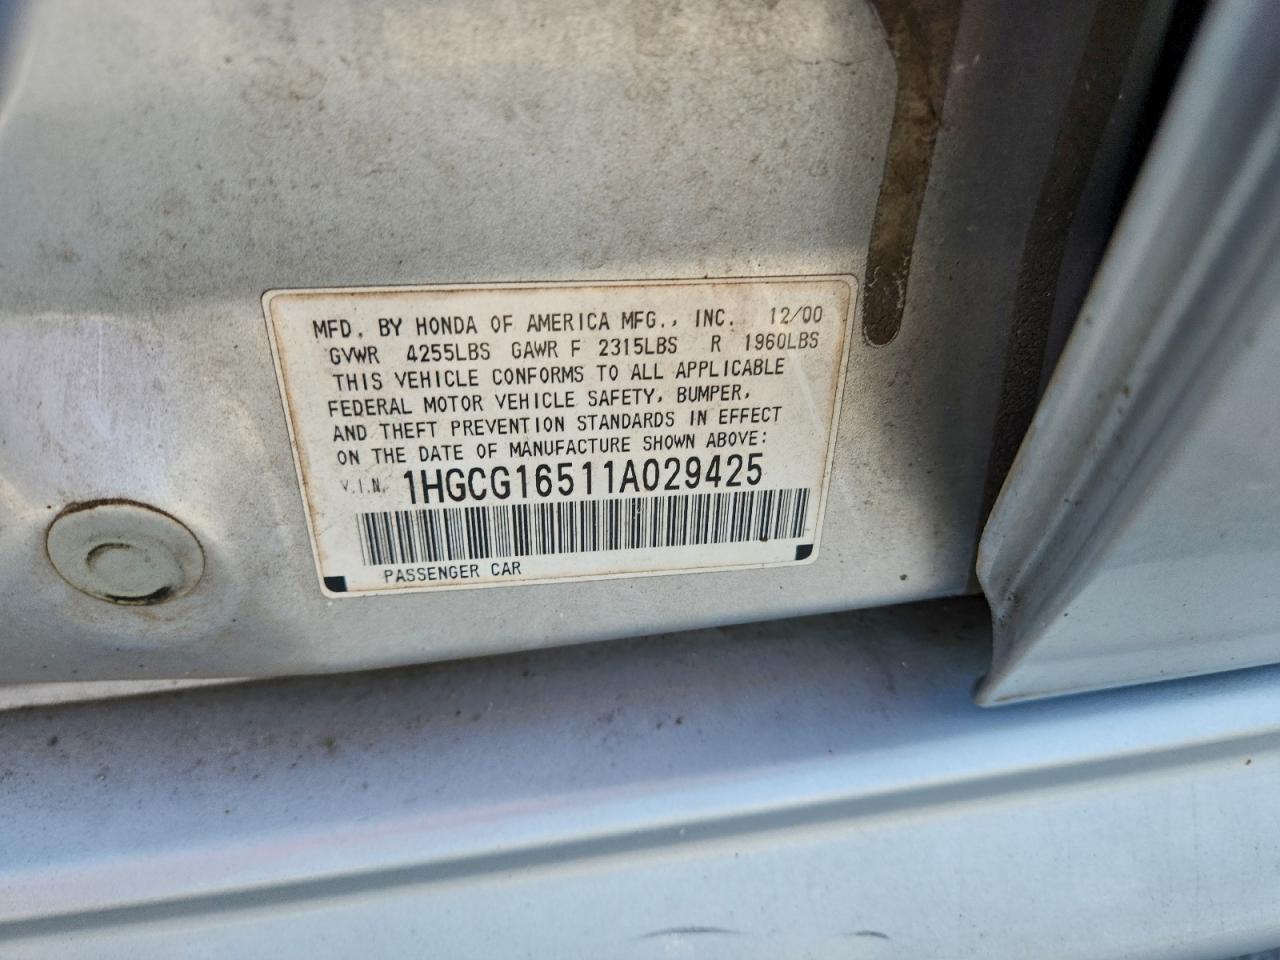 MFD. BY HONDA OF AMERICA MFG., INC. 12/00
GVWR 4255LBS GAWR F 2315LBS R 1960LBS
THIS VEHICLE CONFORMS TO ALL APPLICABLE
FEDERAL MOTOR VEHICLE SAFETY, BUMPER,
AND THEFT PREVENTION STANDARDS IN EFFECT
ON THE DATE OF MANUFACTURE SHOWN ABOVE:
V.I.N. 1HGCG16511A029425
PASSENGER CAR